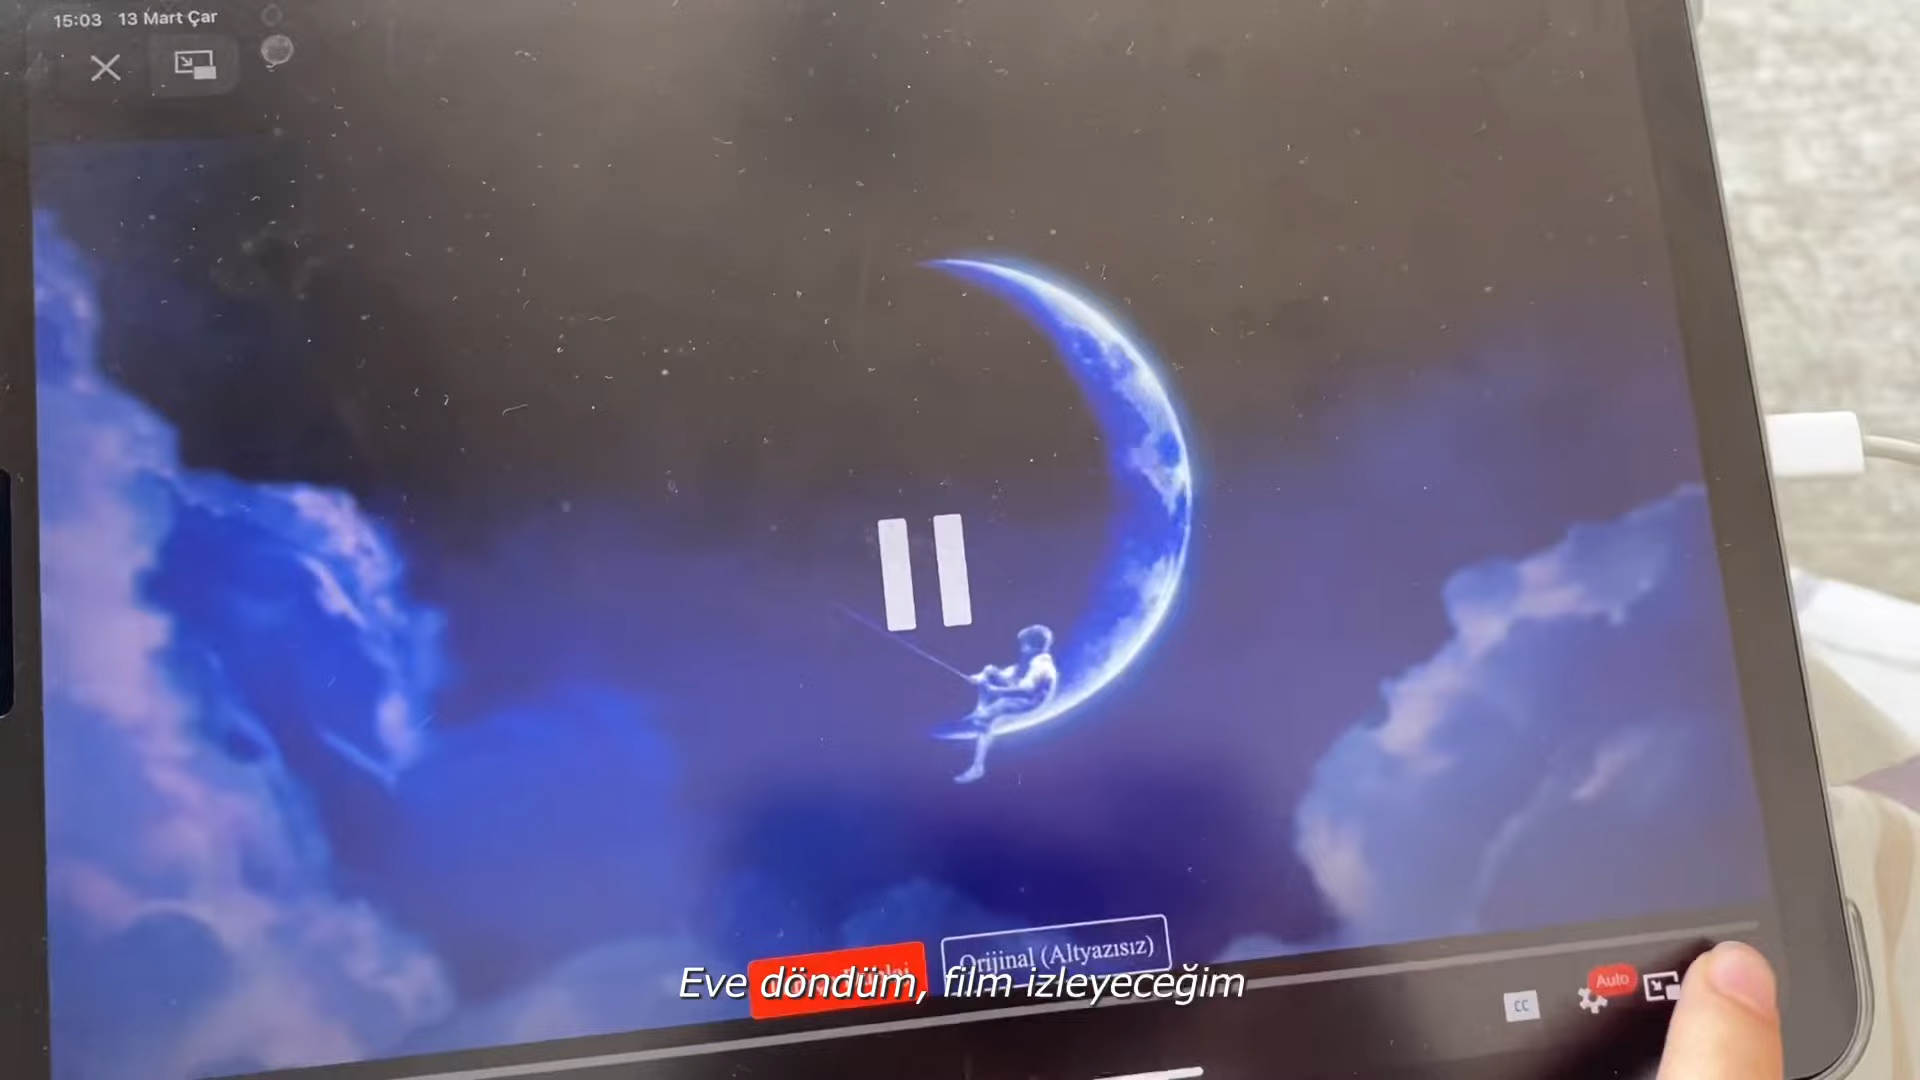 15:03 13 Mart Çar
Orijinal (Altyazısız)
Eve döndüm, film izleyeceğim
Auto
CC